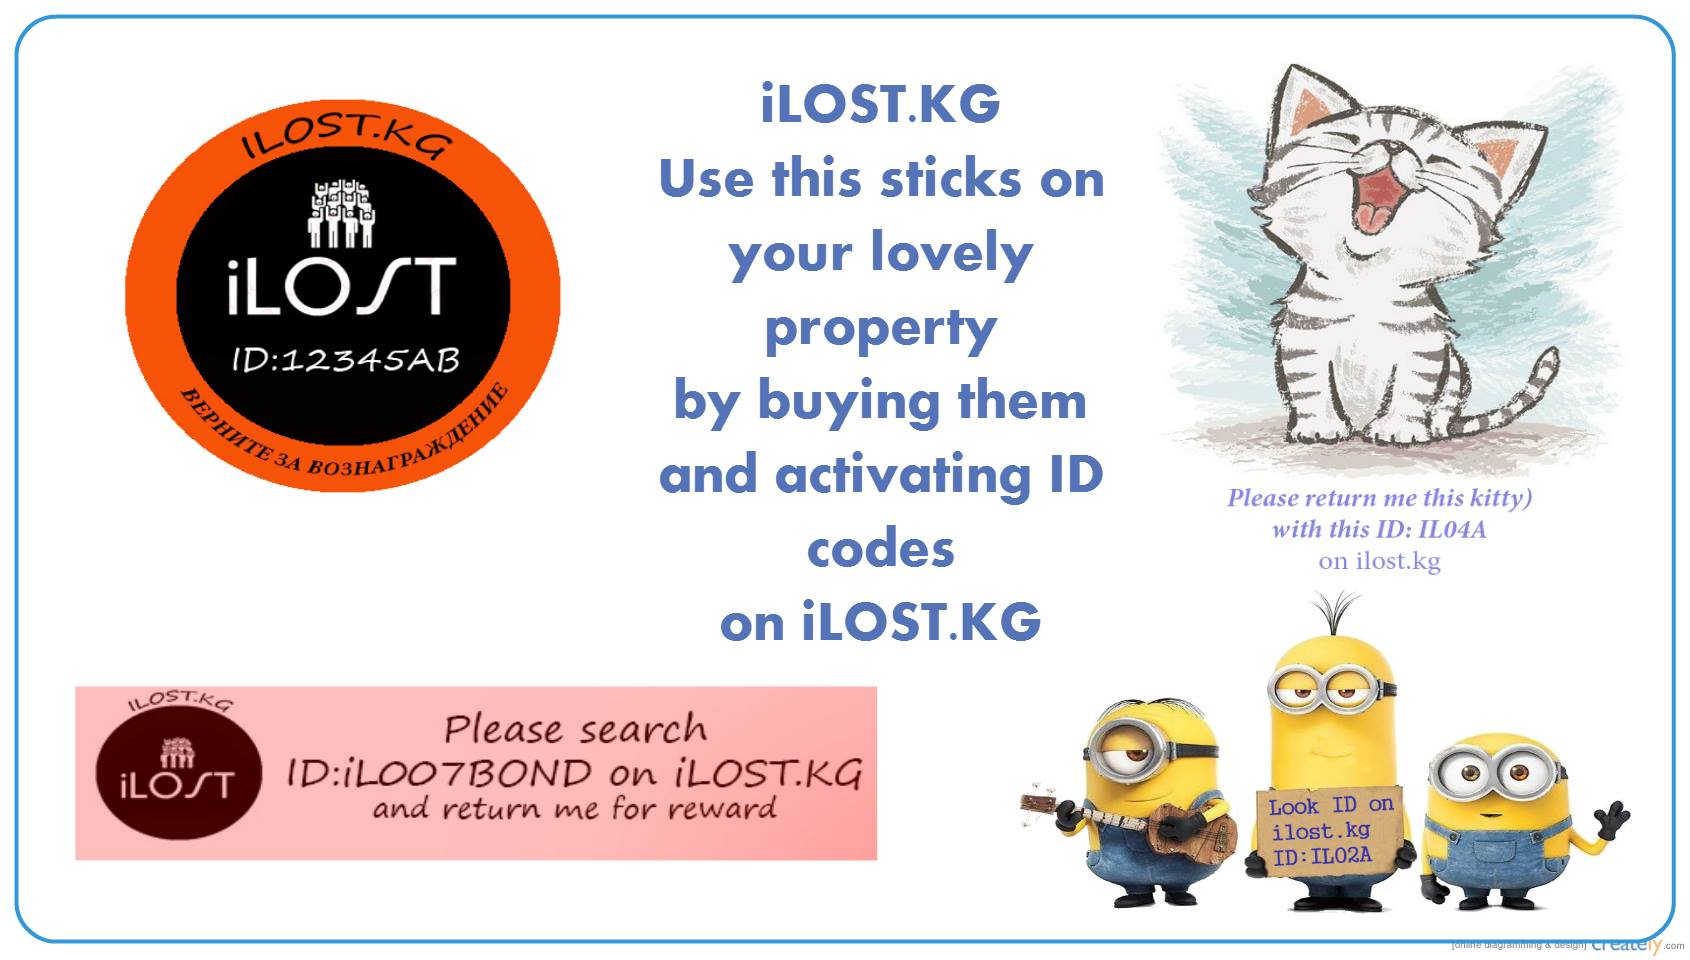 iLOST.KG
iLOST
ID:12345AB
ВЕРНИТЕ ЗА ВОЗНАГРАЖДЕНИЕ
iLOST.KG
Use this sticks on
your lovely
property
by buying them
and activating ID
codes
on iLOST.KG
Please return me this kitty)
with this ID: IL04A
on ilost.kg
iLOST.KG
iLOST
Please search
ID:iL007BOND on iLOST.KG
and return me for reward
Look ID on
ilost.kg
ID:IL02A
[online diagramming & design] creately.com